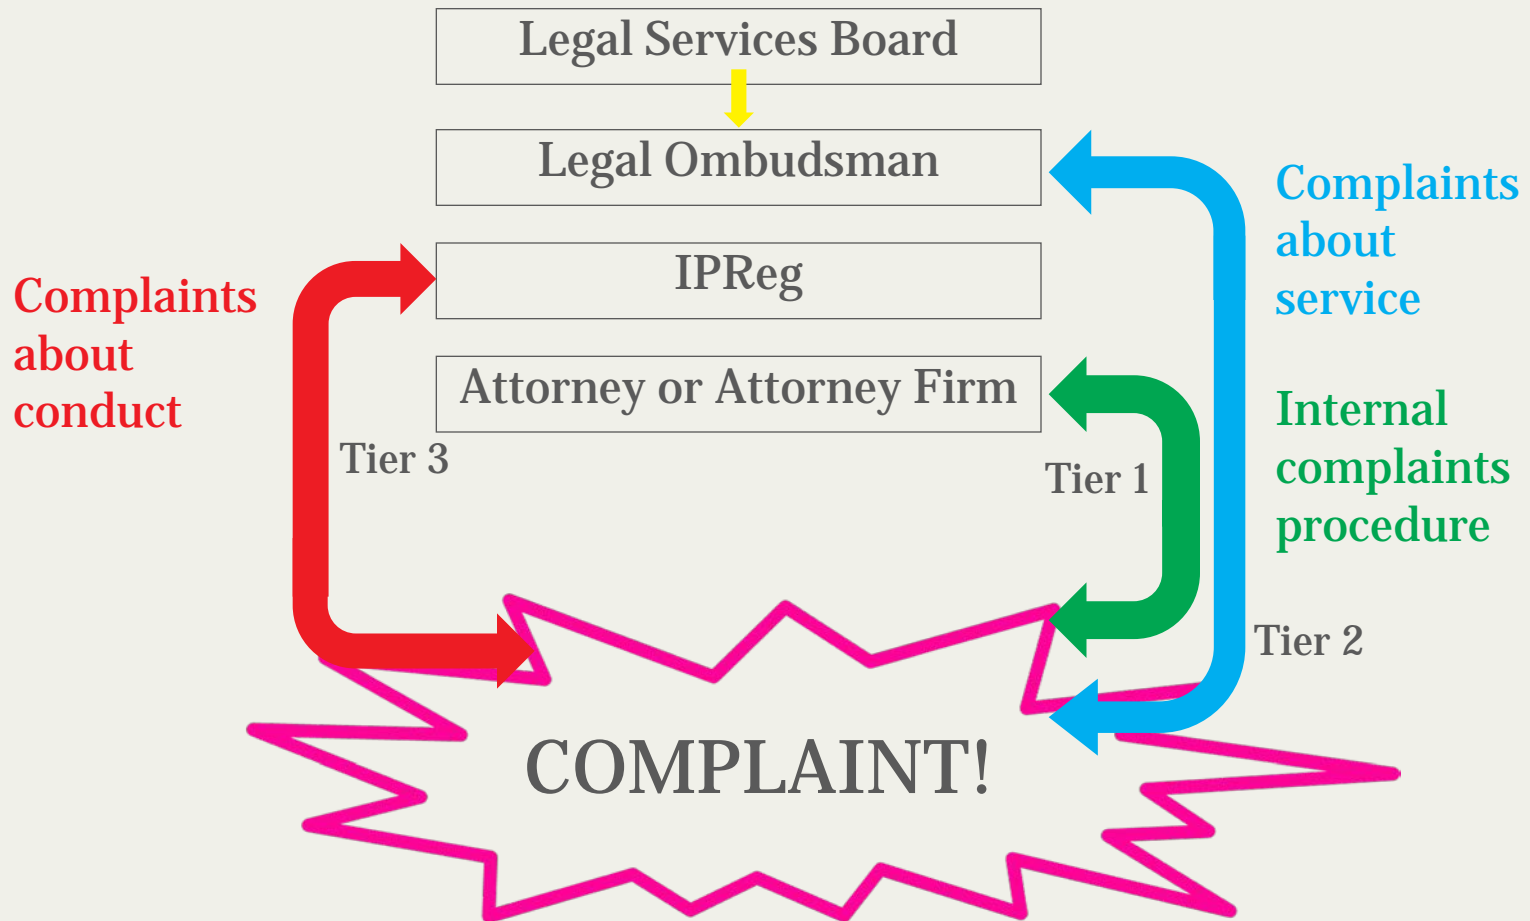 Legal Services Board
Legal Ombudsman
IPReg
Attorney or Attorney Firm
Complaints
about
conduct
Tier 3
Complaints
about
service
Tier 1
Internal
complaints
procedure
Tier 2
COMPLAINT!